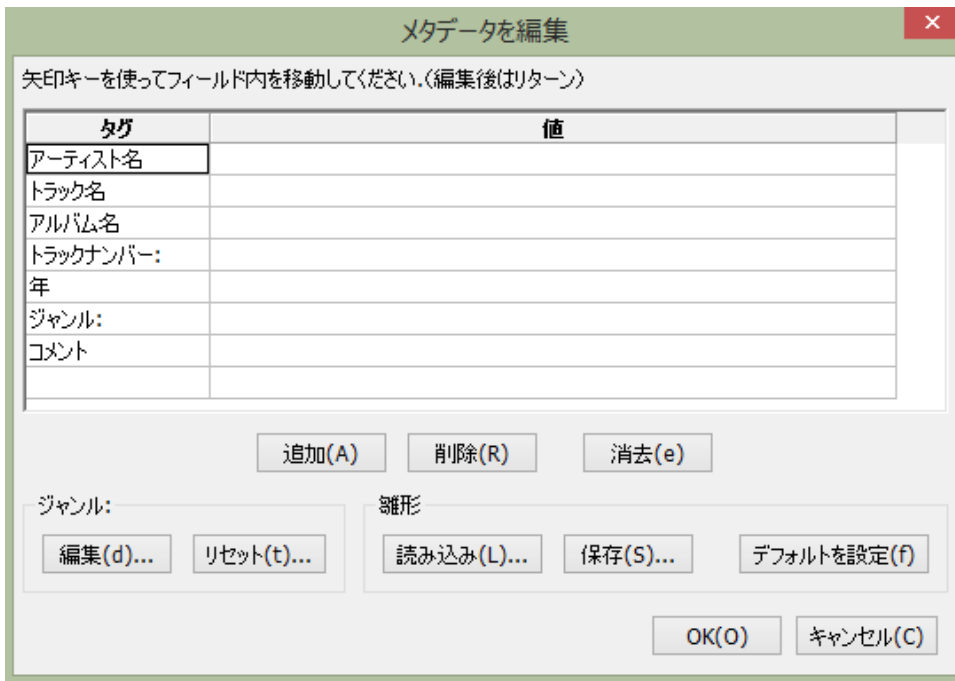 メタデータを編集
矢印キーを使ってフィールド内を移動してください.(編集後はリターン)
タグ 値
アーティスト名
トラック名
アルバム名
トラックナンバー:
年
ジャンル:
コメント
追加(A) 削除(R) 消去(e)
ジャンル: 雛形
編集(d)... リセット(t)... 読み込み(L)... 保存(S)... デフォルトを設定(f)
OK(O) キャンセル(C)